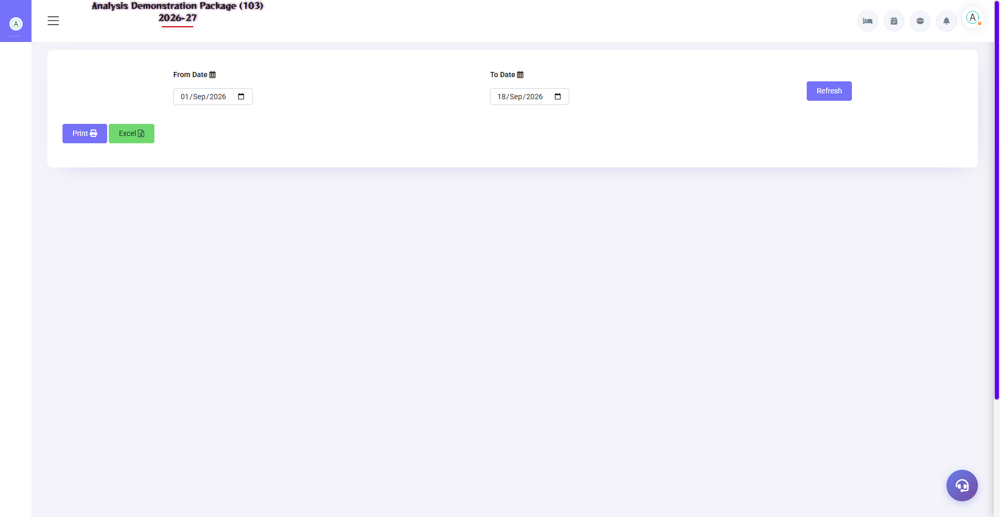 A
Analysis Demonstration Package (103)
2026-27
A
From Date
To Date
01/Sep/2026
18/Sep/2026
Refresh
Print
Excel